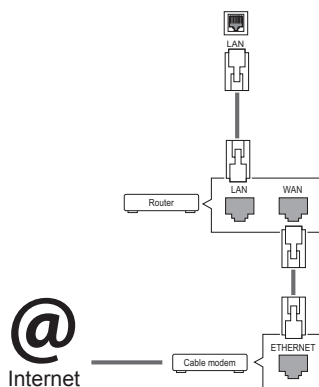 LAN
LAN
WAN
Router
ETHERNET
Cable modem
@
Internet